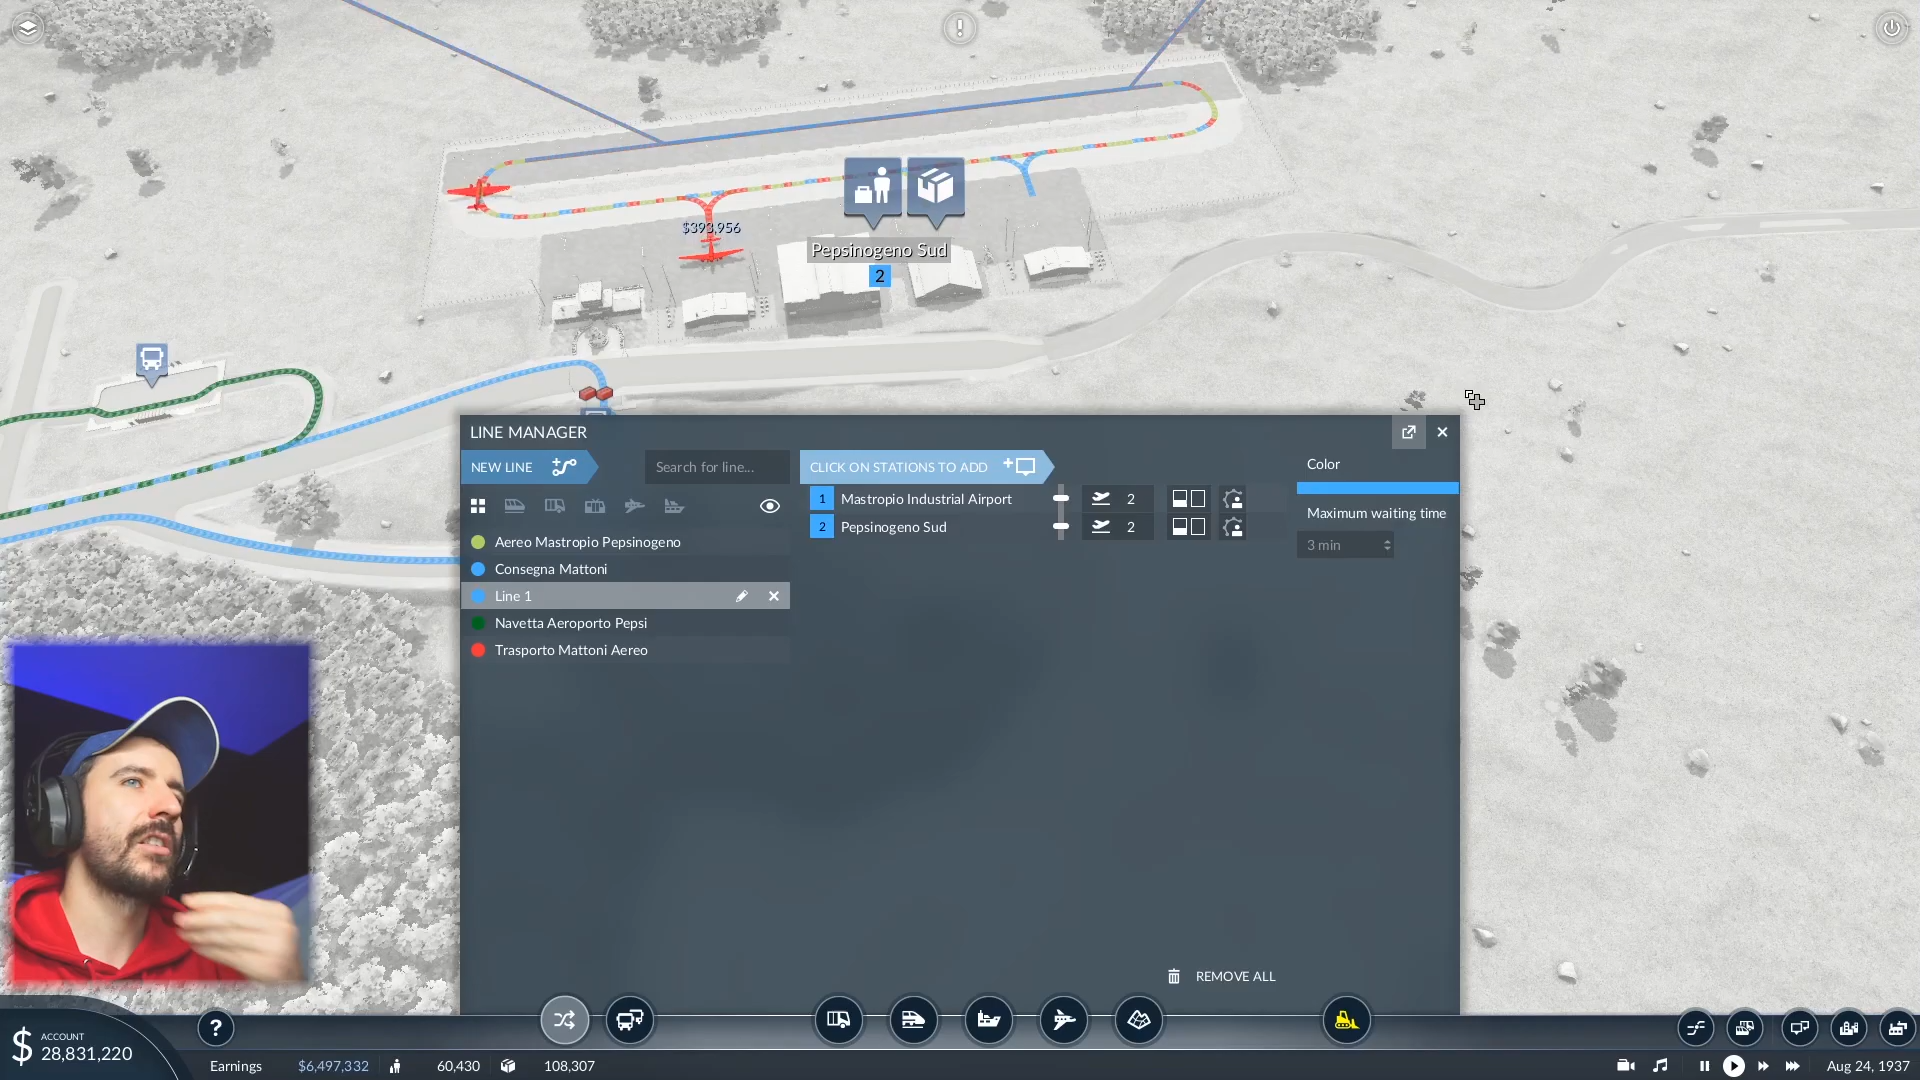 $393,956
Pepsinogeno Sud
2
LINE MANAGER
NEW LINE
Search for line...
CLICK ON STATIONS TO ADD
Color
1 Mastropio Industrial Airport 2
Maximum waiting time
2 Pepsinogeno Sud 2
3 min
Aereo Mastropio Pepsinogeno
Consegna Mattoni
Line 1
Navetta Aeroporto Pepsi
Trasporto Mattoni Aereo
REMOVE ALL
?
$ ACCOUNT
28,831,220
Earnings $6,497,332 60,430 108,307 Aug 24, 1937